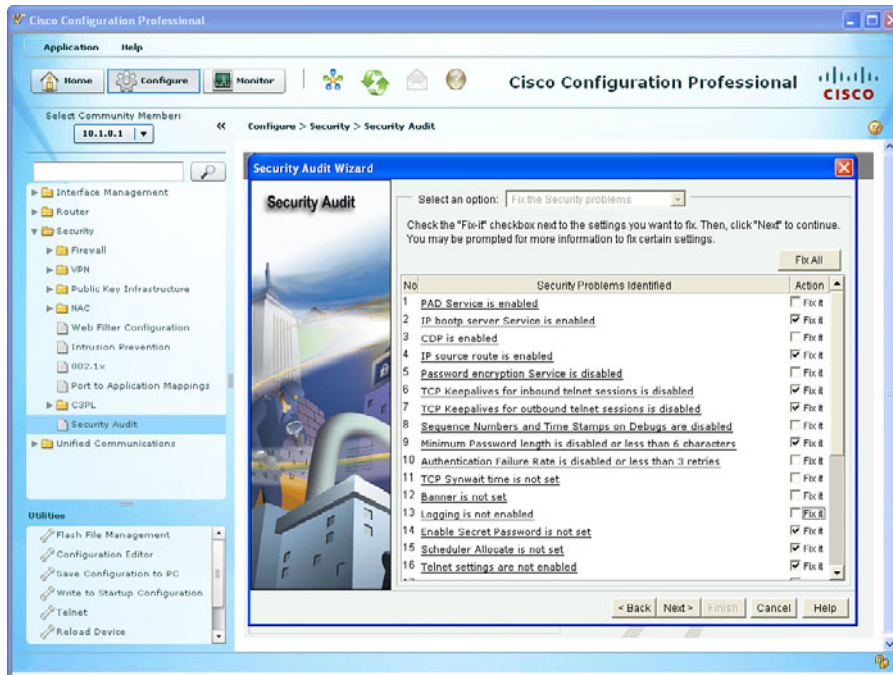 Cisco Configuration Professional
Application Help
Home Configure Monitor
Cisco Configuration Professional
CISCO
Select Community Member:
10.1.0.1
«
Configure > Security > Security Audit
Interface Management
Router
Security
Firewall
VPN
Public Key Infrastructure
NAC
Web Filter Configuration
Intrusion Prevention
802.1x
Port to Application Mappings
C3PL
Security Audit
Unified Communications
Utilities
Flash File Management
Configuration Editor
Save Configuration to PC
Write to Startup Configuration
Telnet
Reload Device
Security Audit Wizard
Security Audit
Select an option: Fix the Security problems
Check the "Fix-it" checkbox next to the settings you want to fix. Then, click "Next" to continue.
You may be prompted for more information to fix certain settings.
Fix All
No Security Problems Identified Action
1 PAD Service is enabled Fix it
2 IP bootp server Service is enabled Fix it
3 CDP is enabled Fix it
4 IP source route is enabled Fix it
5 Password encryption Service is disabled Fix it
6 TCP Keepalives for inbound telnet sessions is disabled Fix it
7 TCP Keepalives for outbound telnet sessions is disabled Fix it
8 Sequence Numbers and Time Stamps on Debugs are disabled Fix it
9 Minimum Password length is disabled or less than 6 characters Fix it
10 Authentication Failure Rate is disabled or less than 3 retries Fix it
11 TCP Synwait time is not set Fix it
12 Banner is not set Fix it
13 Logging is not enabled Fix it
14 Enable Secret Password is not set Fix it
15 Scheduler Allocate is not set Fix it
16 Telnet settings are not enabled Fix it
< Back Next > Finish Cancel Help